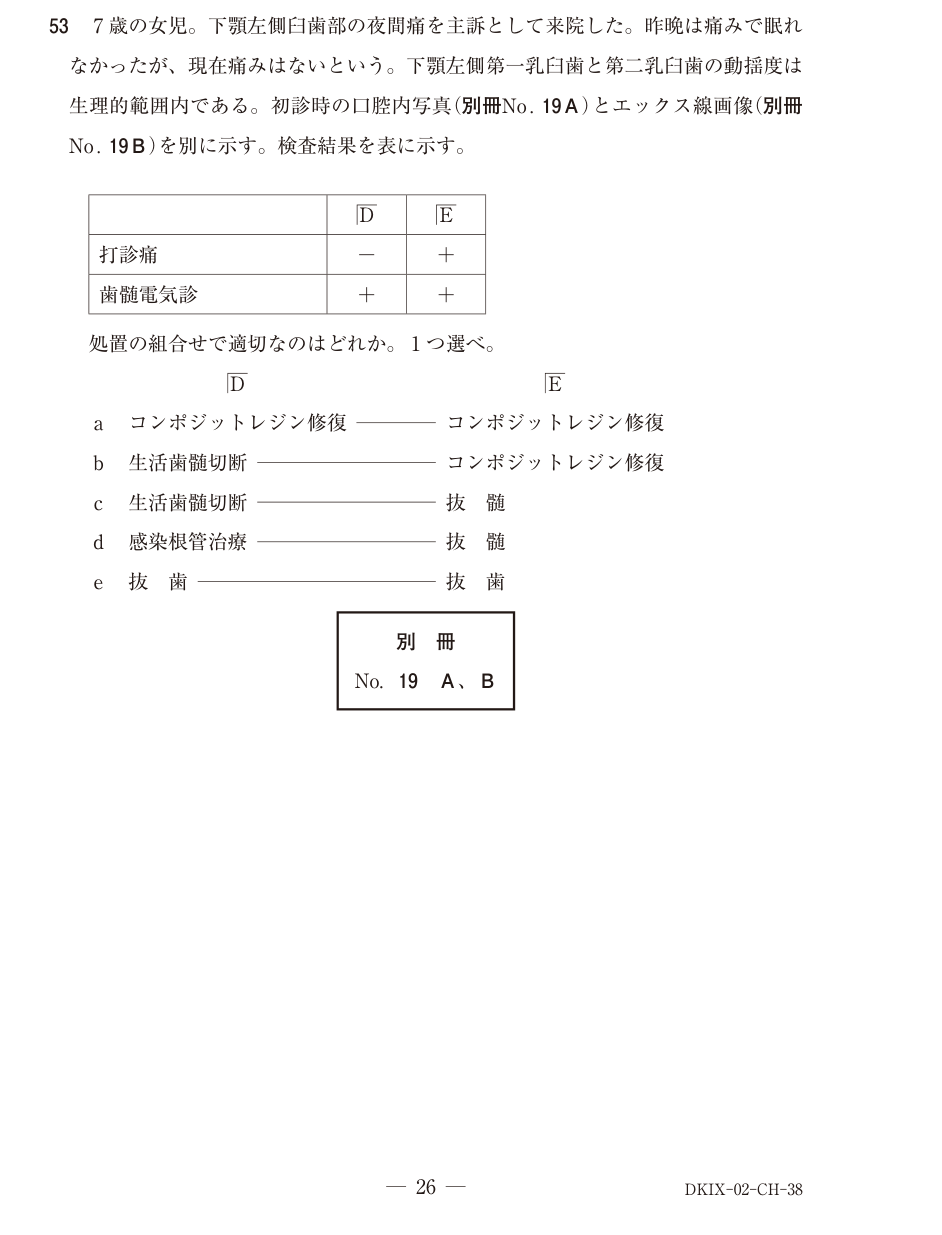 53 7歳の女児。下顎左側臼歯部の夜間痛を主訴として来院した。昨晩は痛みで眠れ
なかったが、現在痛みはないという。下顎左側第一乳臼歯と第二乳臼歯の動揺度は
生理的範囲内である。初診時の口腔内写真(別冊No. 19 A)とエックス線画像(別冊
No. 19 B)を別に示す。検査結果を表に示す。
D E
打診痛 － ＋
歯髄電気診 ＋ ＋
処置の組合せで適切なのはどれか。1つ選べ。
D E
a コンポジットレジン修復 ──── コンポジットレジン修復
b 生活歯髄切断 ──── コンポジットレジン修復
c 生活歯髄切断 ──── 抜 髄
d 感染根管治療 ──── 抜 髄
e 抜 歯 ──── 抜 歯
別 冊
No. 19 A、B
— 26 —
DKIX-02-CH-38